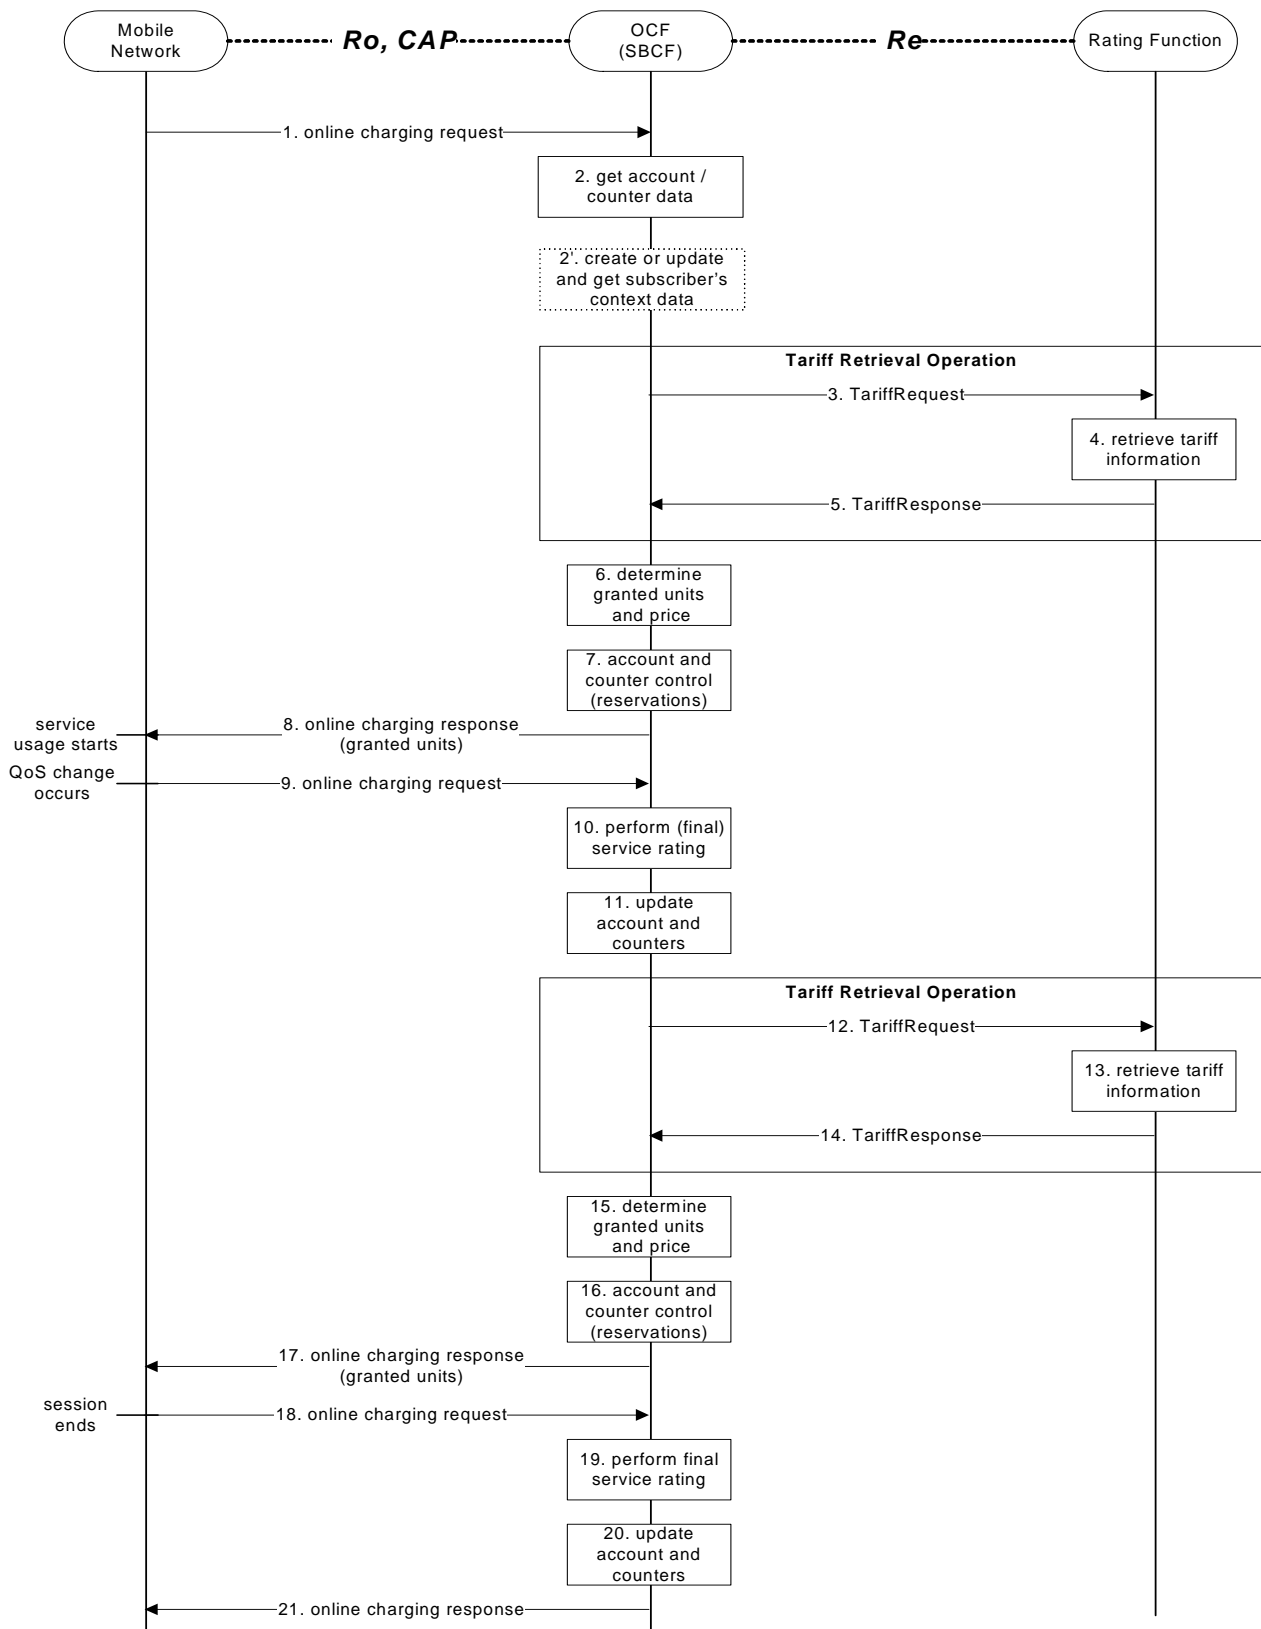 Mobile
Network
Ro, CAP
OCF
(SBCF)
Re
Rating Function
1. online charging request
2. get account /
counter data
2'. create or update
and get subscriber's
context data
Tariff Retrieval Operation
3. TariffRequest
4. retrieve tariff
information
5. TariffResponse
6. determine
granted units
and price
7. account and
counter control
(reservations)
service
usage starts
8. online charging response
(granted units)
QoS change
occurs
9. online charging request
10. perform (final)
service rating
11. update
account and
counters
Tariff Retrieval Operation
12. TariffRequest
13. retrieve tariff
information
14. TariffResponse
15. determine
granted units
and price
16. account and
counter control
(reservations)
17. online charging response
(granted units)
session
ends
18. online charging request
19. perform final
service rating
20. update
account and
counters
21. online charging response